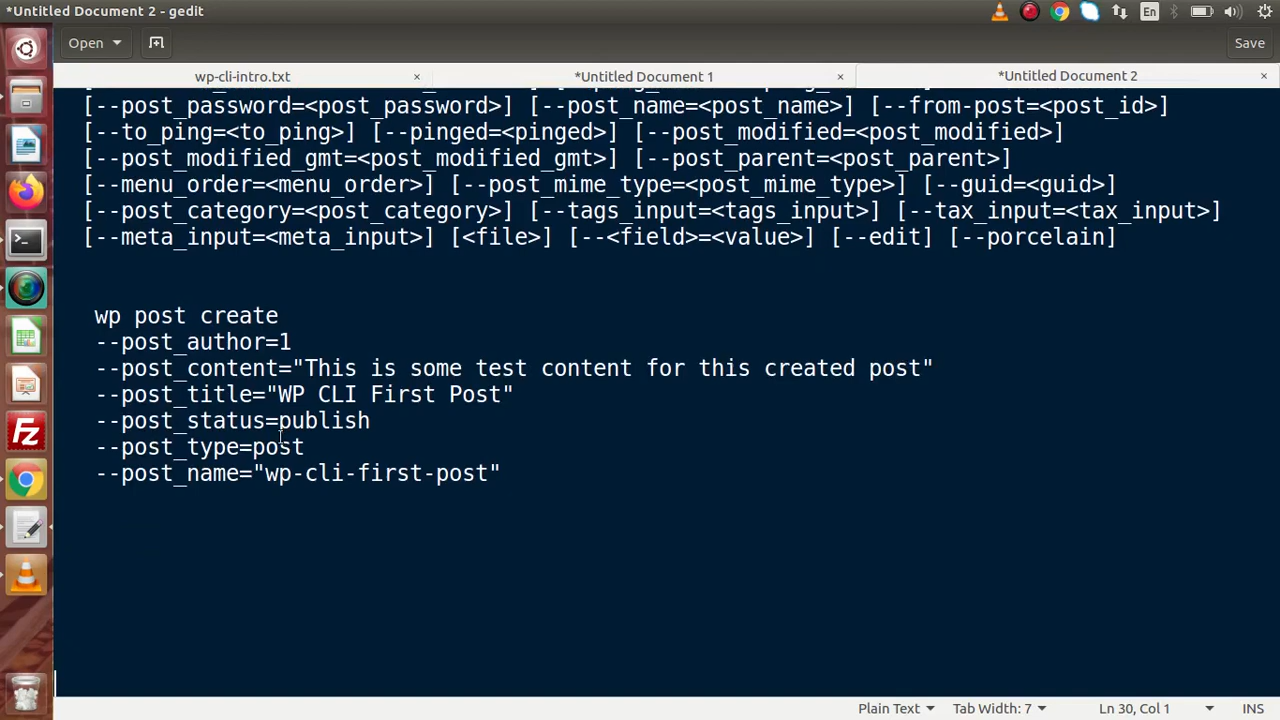 *Untitled Document 2 - gedit
En
Open
Save
wp-cli-intro.txt × *Untitled Document 1 × *Untitled Document 2 ×
[--post_password=<post_password>] [--post_name=<post_name>] [--from-post=<post_id>]
[--to_ping=<to_ping>] [--pinged=<pinged>] [--post_modified=<post_modified>]
[--post_modified_gmt=<post_modified_gmt>] [--post_parent=<post_parent>]
[--menu_order=<menu_order>] [--post_mime_type=<post_mime_type>] [--guid=<guid>]
[--post_category=<post_category>] [--tags_input=<tags_input>] [--tax_input=<tax_input>]
[--meta_input=<meta_input>] [<file>] [--<field>=<value>] [--edit] [--porcelain]
wp post create
--post_author=1
--post_content="This is some test content for this created post"
--post_title="WP CLI First Post"
--post_status=publish
--post_type=post
--post_name="wp-cli-first-post"
Plain Text Tab Width: 7 Ln 30, Col 1 INS